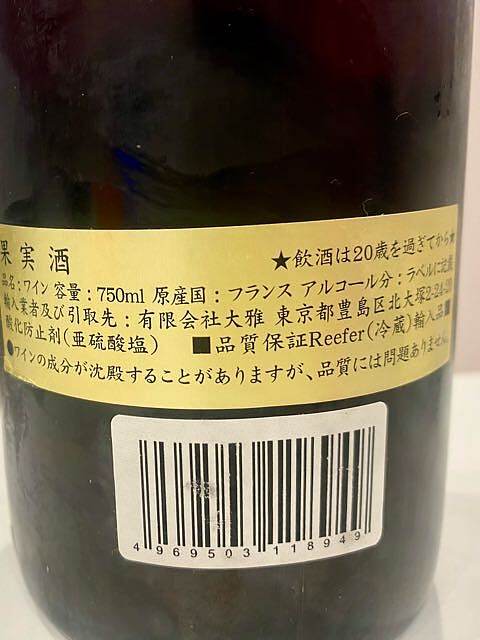 果実酒 ★飲酒は20歳を過ぎてから★
品名：ワイン 容量：750ml 原産国：フランス アルコール分：ラベルに記載
輸入業者及び引取先：有限会社大雅 東京都豊島区北大塚2-24-20
酸化防止剤(亜硫酸塩) ■品質保証Reefer(冷蔵)輸入品■
●ワインの成分が沈殿することがありますが、品質には問題ありません。
4 969503 118949